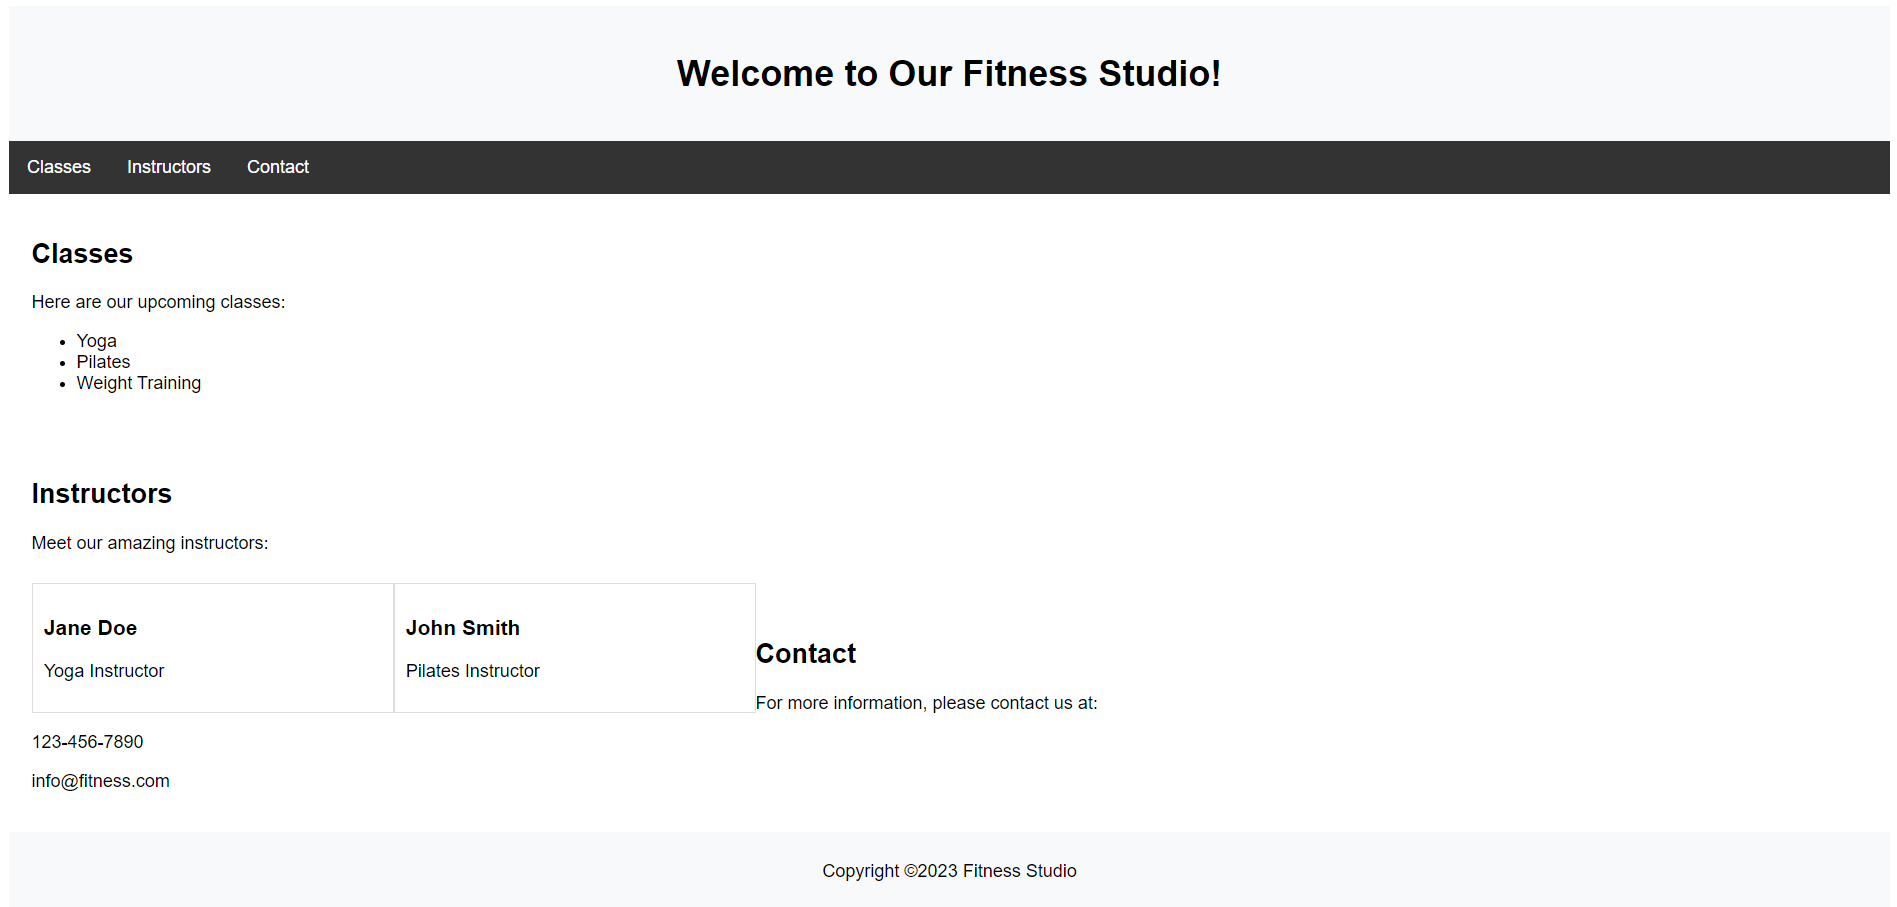 Welcome to Our Fitness Studio!
Classes Instructors Contact
Classes
Here are our upcoming classes:
Yoga
Pilates
Weight Training
Instructors
Meet our amazing instructors:
Jane Doe
Yoga Instructor
John Smith
Pilates Instructor
Contact
For more information, please contact us at:
123-456-7890
info@fitness.com
Copyright ©2023 Fitness Studio